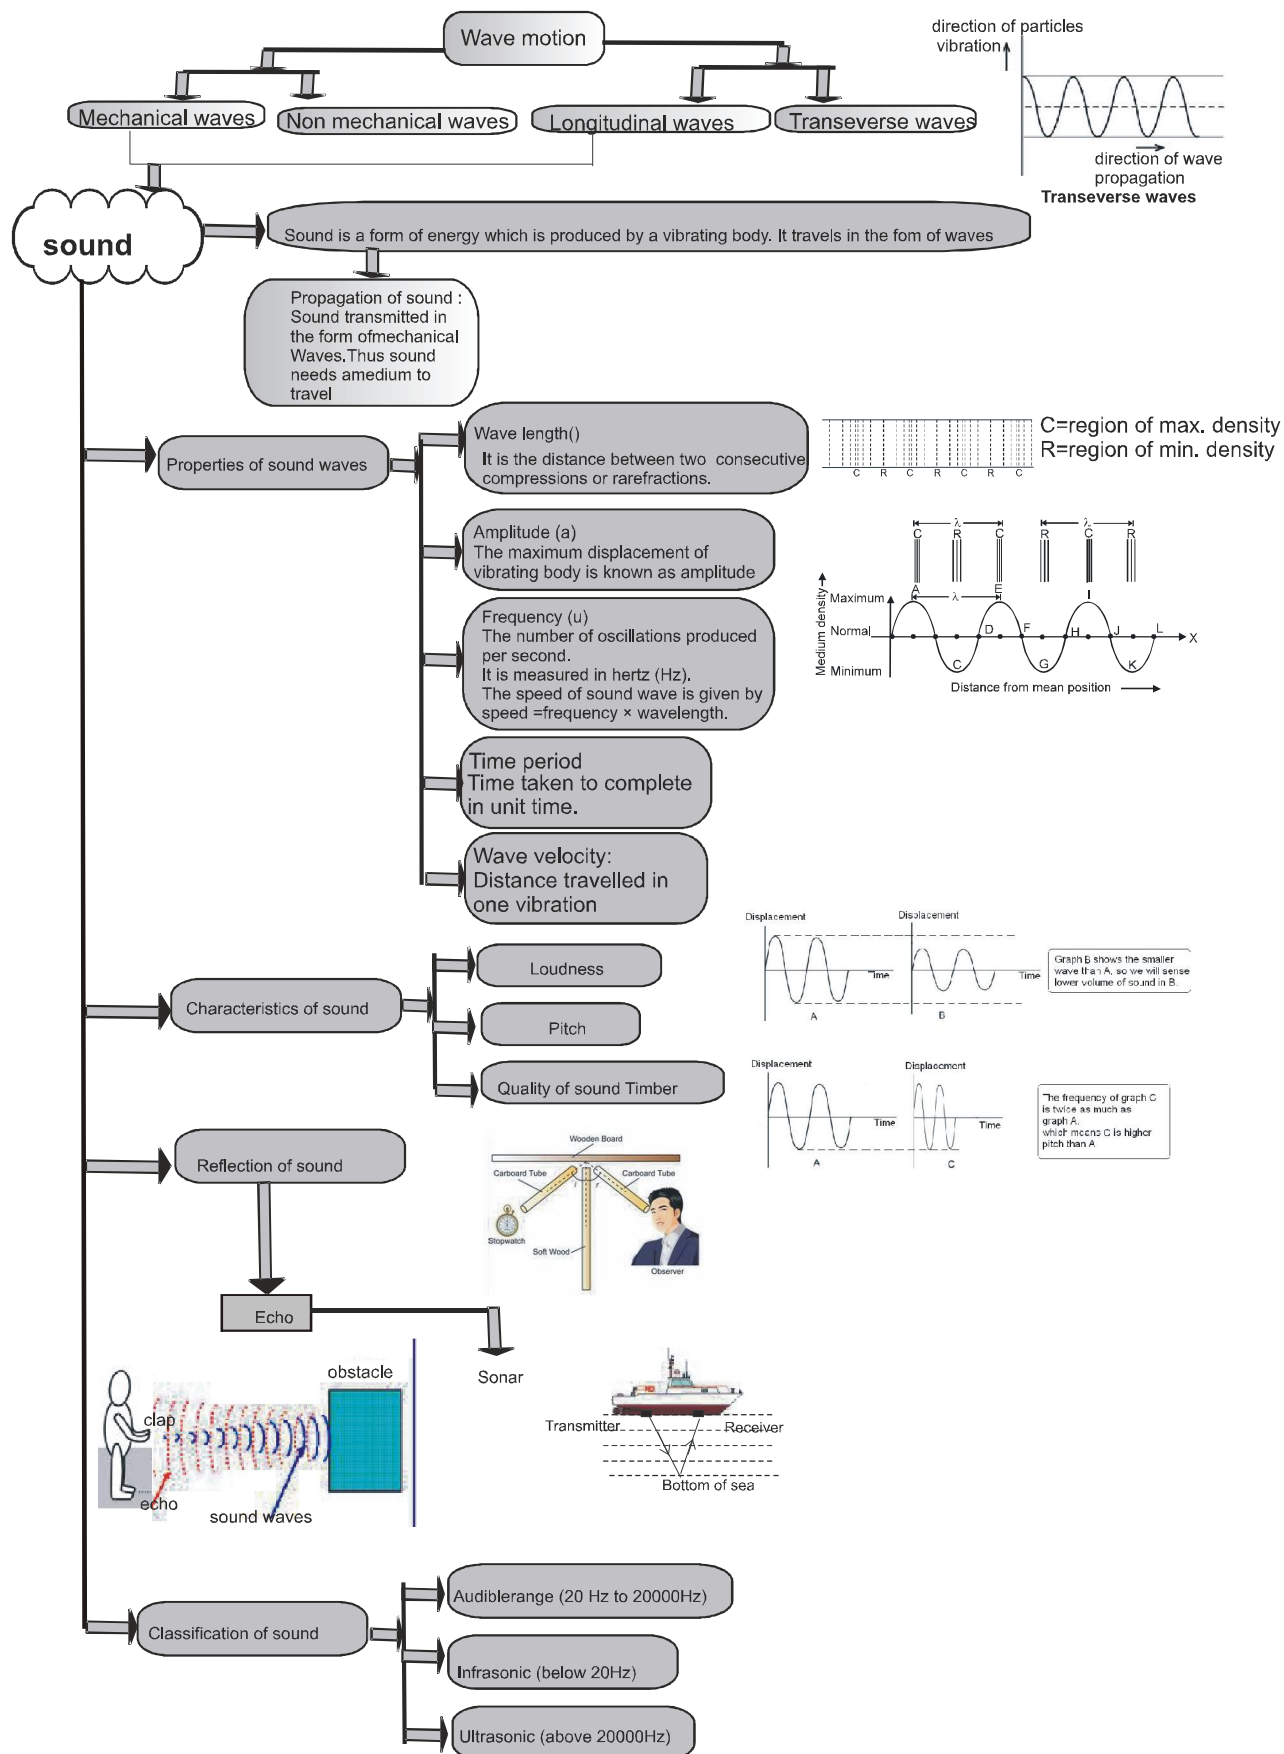 Wave motion
direction of particles
vibration
Mechanical waves
Non mechanical waves
Longitudinal waves
Transeverse waves
direction of wave
propagation
Transeverse waves
sound
Sound is a form of energy which is produced by a vibrating body. It travels in the fom of waves
Propagation of sound :
Sound transmitted in
the form ofmechanical
Waves.Thus sound
needs amedium to
travel
Properties of sound waves
Wave length()
It is the distance between two consecutive
compressions or rarefractions.
C=region of max. density
R=region of min. density
C R C R C R C
Amplitude (a)
The maximum displacement of
vibrating body is known as amplitude
λ λ
C R C R C R
A E I
λ
Maximum
Normal
Minimum
Medium density
D F H J L X
C G K
Distance from mean position
Frequency (u)
The number of oscillations produced
per second.
It is measured in hertz (Hz).
The speed of sound wave is given by
speed =frequency × wavelength.
Time period
Time taken to complete
in unit time.
Wave velocity:
Distance travelled in
one vibration
Characteristics of sound
Loudness
Pitch
Quality of sound Timber
Displacement
Time
A
Displacement
Time
B
Graph B shows the smaller
wave than A, so we will sense
lower volume of sound in B.
Displacement
Time
A
Displacement
Time
C
The frequency of graph C
is twice as much as
graph A,
which means C is higher
pitch than A
Reflection of sound
Wooden Board
Carboard Tube
Carboard Tube
i r
Stopwatch
Soft Wood
Observer
Echo
Sonar
obstacle
clap
echo
sound waves
Transmitter
Receiver
Bottom of sea
Classification of sound
Audiblerange (20 Hz to 20000Hz)
Infrasonic (below 20Hz)
Ultrasonic (above 20000Hz)